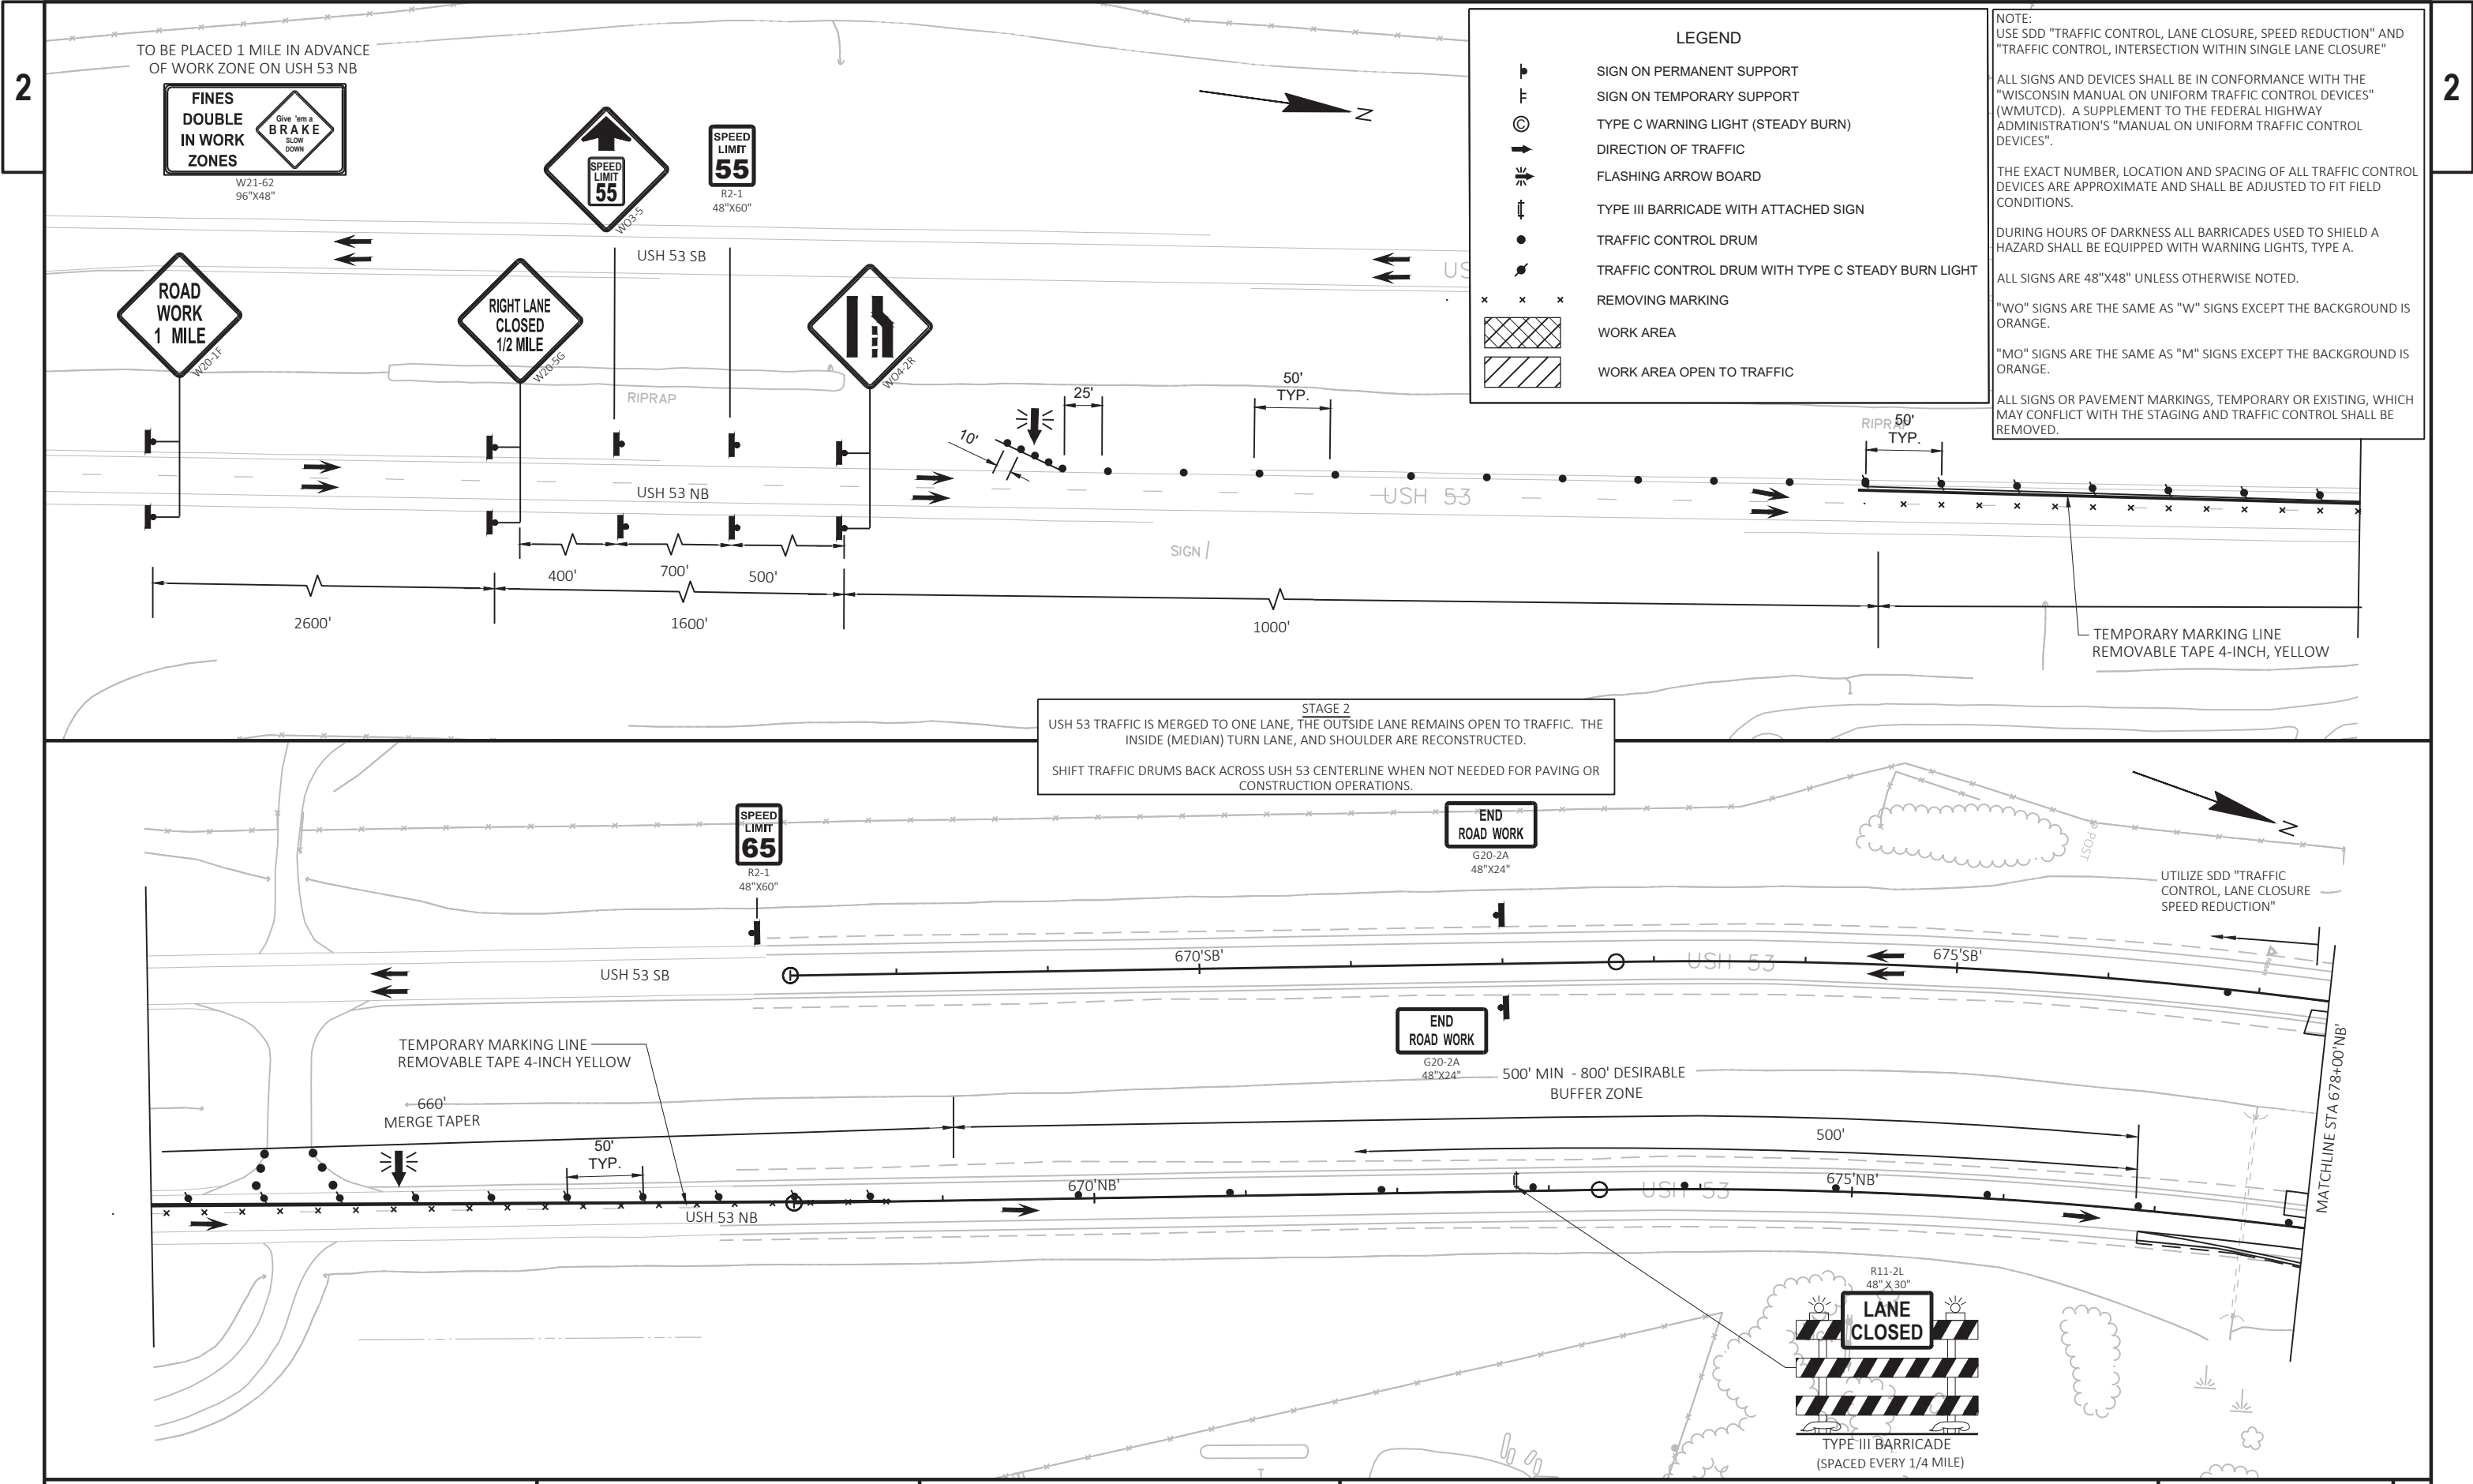 2
2
TO BE PLACED 1 MILE IN ADVANCE
OF WORK ZONE ON USH 53 NB
FINES
DOUBLE
IN WORK
ZONES
Give 'em a
BRAKE
SLOW
DOWN
W21-62
96"X48"
SPEED
LIMIT
55
WO3-5
SPEED
LIMIT
55
R2-1
48"X60"
N
LEGEND
SIGN ON PERMANENT SUPPORT
SIGN ON TEMPORARY SUPPORT
C
TYPE C WARNING LIGHT (STEADY BURN)
DIRECTION OF TRAFFIC
FLASHING ARROW BOARD
TYPE III BARRICADE WITH ATTACHED SIGN
TRAFFIC CONTROL DRUM
TRAFFIC CONTROL DRUM WITH TYPE C STEADY BURN LIGHT
REMOVING MARKING
WORK AREA
WORK AREA OPEN TO TRAFFIC
NOTE:
USE SDD "TRAFFIC CONTROL, LANE CLOSURE, SPEED REDUCTION" AND
"TRAFFIC CONTROL, INTERSECTION WITHIN SINGLE LANE CLOSURE"
ALL SIGNS AND DEVICES SHALL BE IN CONFORMANCE WITH THE
"WISCONSIN MANUAL ON UNIFORM TRAFFIC CONTROL DEVICES"
(WMUTCD). A SUPPLEMENT TO THE FEDERAL HIGHWAY
ADMINISTRATION'S "MANUAL ON UNIFORM TRAFFIC CONTROL
DEVICES".
THE EXACT NUMBER, LOCATION AND SPACING OF ALL TRAFFIC CONTROL
DEVICES ARE APPROXIMATE AND SHALL BE ADJUSTED TO FIT FIELD
CONDITIONS.
DURING HOURS OF DARKNESS ALL BARRICADES USED TO SHIELD A
HAZARD SHALL BE EQUIPPED WITH WARNING LIGHTS, TYPE A.
ALL SIGNS ARE 48"X48" UNLESS OTHERWISE NOTED.
"WO" SIGNS ARE THE SAME AS "W" SIGNS EXCEPT THE BACKGROUND IS
ORANGE.
"MO" SIGNS ARE THE SAME AS "M" SIGNS EXCEPT THE BACKGROUND IS
ORANGE.
ALL SIGNS OR PAVEMENT MARKINGS, TEMPORARY OR EXISTING, WHICH
MAY CONFLICT WITH THE STAGING AND TRAFFIC CONTROL SHALL BE
REMOVED.
USH 53 SB
US
ROAD
WORK
1 MILE
W20-1F
RIGHT LANE
CLOSED
1/2 MILE
W20-5G
WO4-2R
RIPRAP
10'
25'
50'
TYP.
RIPRAP
50'
TYP.
USH 53 NB
USH 53
SIGN
400'
700'
500'
2600'
1600'
1000'
TEMPORARY MARKING LINE
REMOVABLE TAPE 4-INCH, YELLOW
STAGE 2
USH 53 TRAFFIC IS MERGED TO ONE LANE, THE OUTSIDE LANE REMAINS OPEN TO TRAFFIC. THE
INSIDE (MEDIAN) TURN LANE, AND SHOULDER ARE RECONSTRUCTED.
SHIFT TRAFFIC DRUMS BACK ACROSS USH 53 CENTERLINE WHEN NOT NEEDED FOR PAVING OR
CONSTRUCTION OPERATIONS.
SPEED
LIMIT
65
R2-1
48"X60"
END
ROAD WORK
G20-2A
48"X24"
POST
N
UTILIZE SDD "TRAFFIC
CONTROL, LANE CLOSURE
SPEED REDUCTION"
USH 53 SB
670'SB'
USH 53
675'SB'
END
ROAD WORK
G20-2A
48"X24"
TEMPORARY MARKING LINE
REMOVABLE TAPE 4-INCH YELLOW
500' MIN - 800' DESIRABLE
BUFFER ZONE
660'
MERGE TAPER
50'
TYP.
500'
MATCHLINE STA 678+00'NB'
USH 53 NB
670'NB'
USH 53
675'NB'
R11-2L
48" X 30"
LANE
CLOSED
TYPE III BARRICADE
(SPACED EVERY 1/4 MILE)